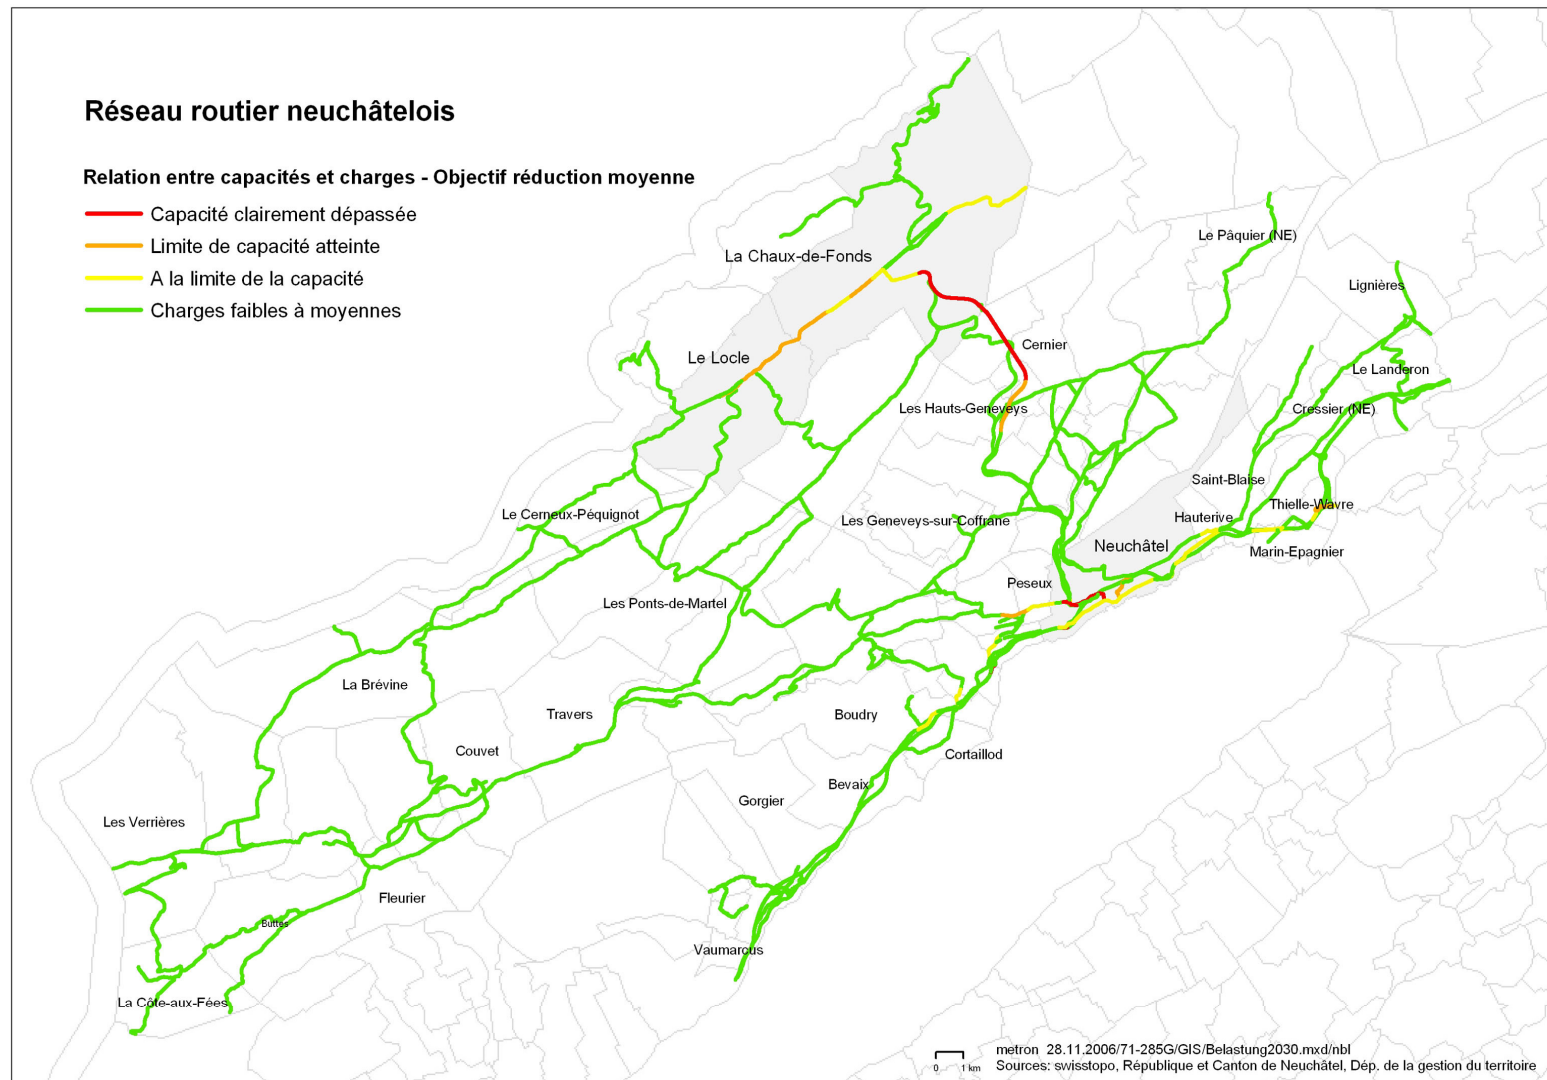 Réseau routier neuchâtelois
Relation entre capacités et charges - Objectif réduction moyenne
Capacité clairement dépassée
Limite de capacité atteinte
A la limite de la capacité
Charges faibles à moyennes
La Chaux-de-Fonds
Le Pâquier (NE)
Lignières
Cernier
Le Locle
Le Landeron
Les Hauts-Geneveys
Cressier (NE)
Saint-Blaise
Thielle-Wavre
Le Cerneux-Péquignot
Les Geneveys-sur-Coffrane
Hauterive
Neuchâtel
Marin-Epagnier
Peseux
Les Ponts-de-Martel
La Brévine
Travers
Boudry
Couvet
Cortaillod
Bevaix
Gorgier
Les Verrières
Fleurier
Buttes
Vaumarcus
La Côte-aux-Fées
0 1 km
metron 28.11.2006/71-285G/GIS/Belastung2030.mxd/nbl
Sources: swisstopo, République et Canton de Neuchâtel, Dép. de la gestion du territoire